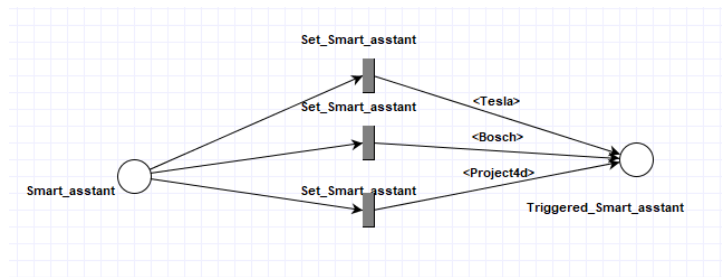 Set_Smart_asstant
<Tesla>
Set_Smart_asstant
<Bosch>
<Project4d>
Smart_asstant
Set_Smart_asstant
Triggered_Smart_asstant